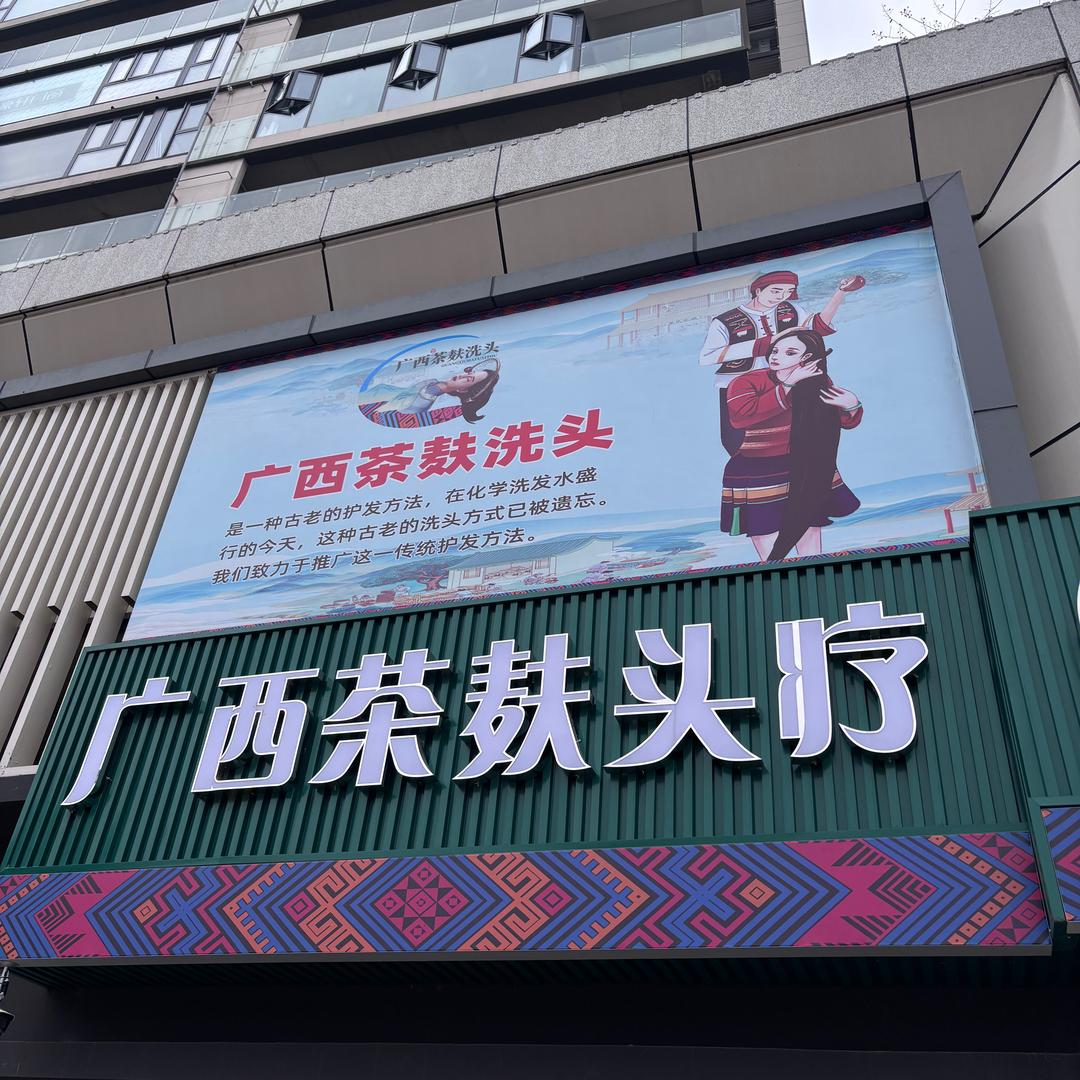 广西茶麸洗头
广西茶麸洗头
是一种古老的护发方法，在化学洗发水盛
行的今天，这种古老的洗头方式已被遗忘。
我们致力于推广这一传统护发方法。
广西茶麸头疗